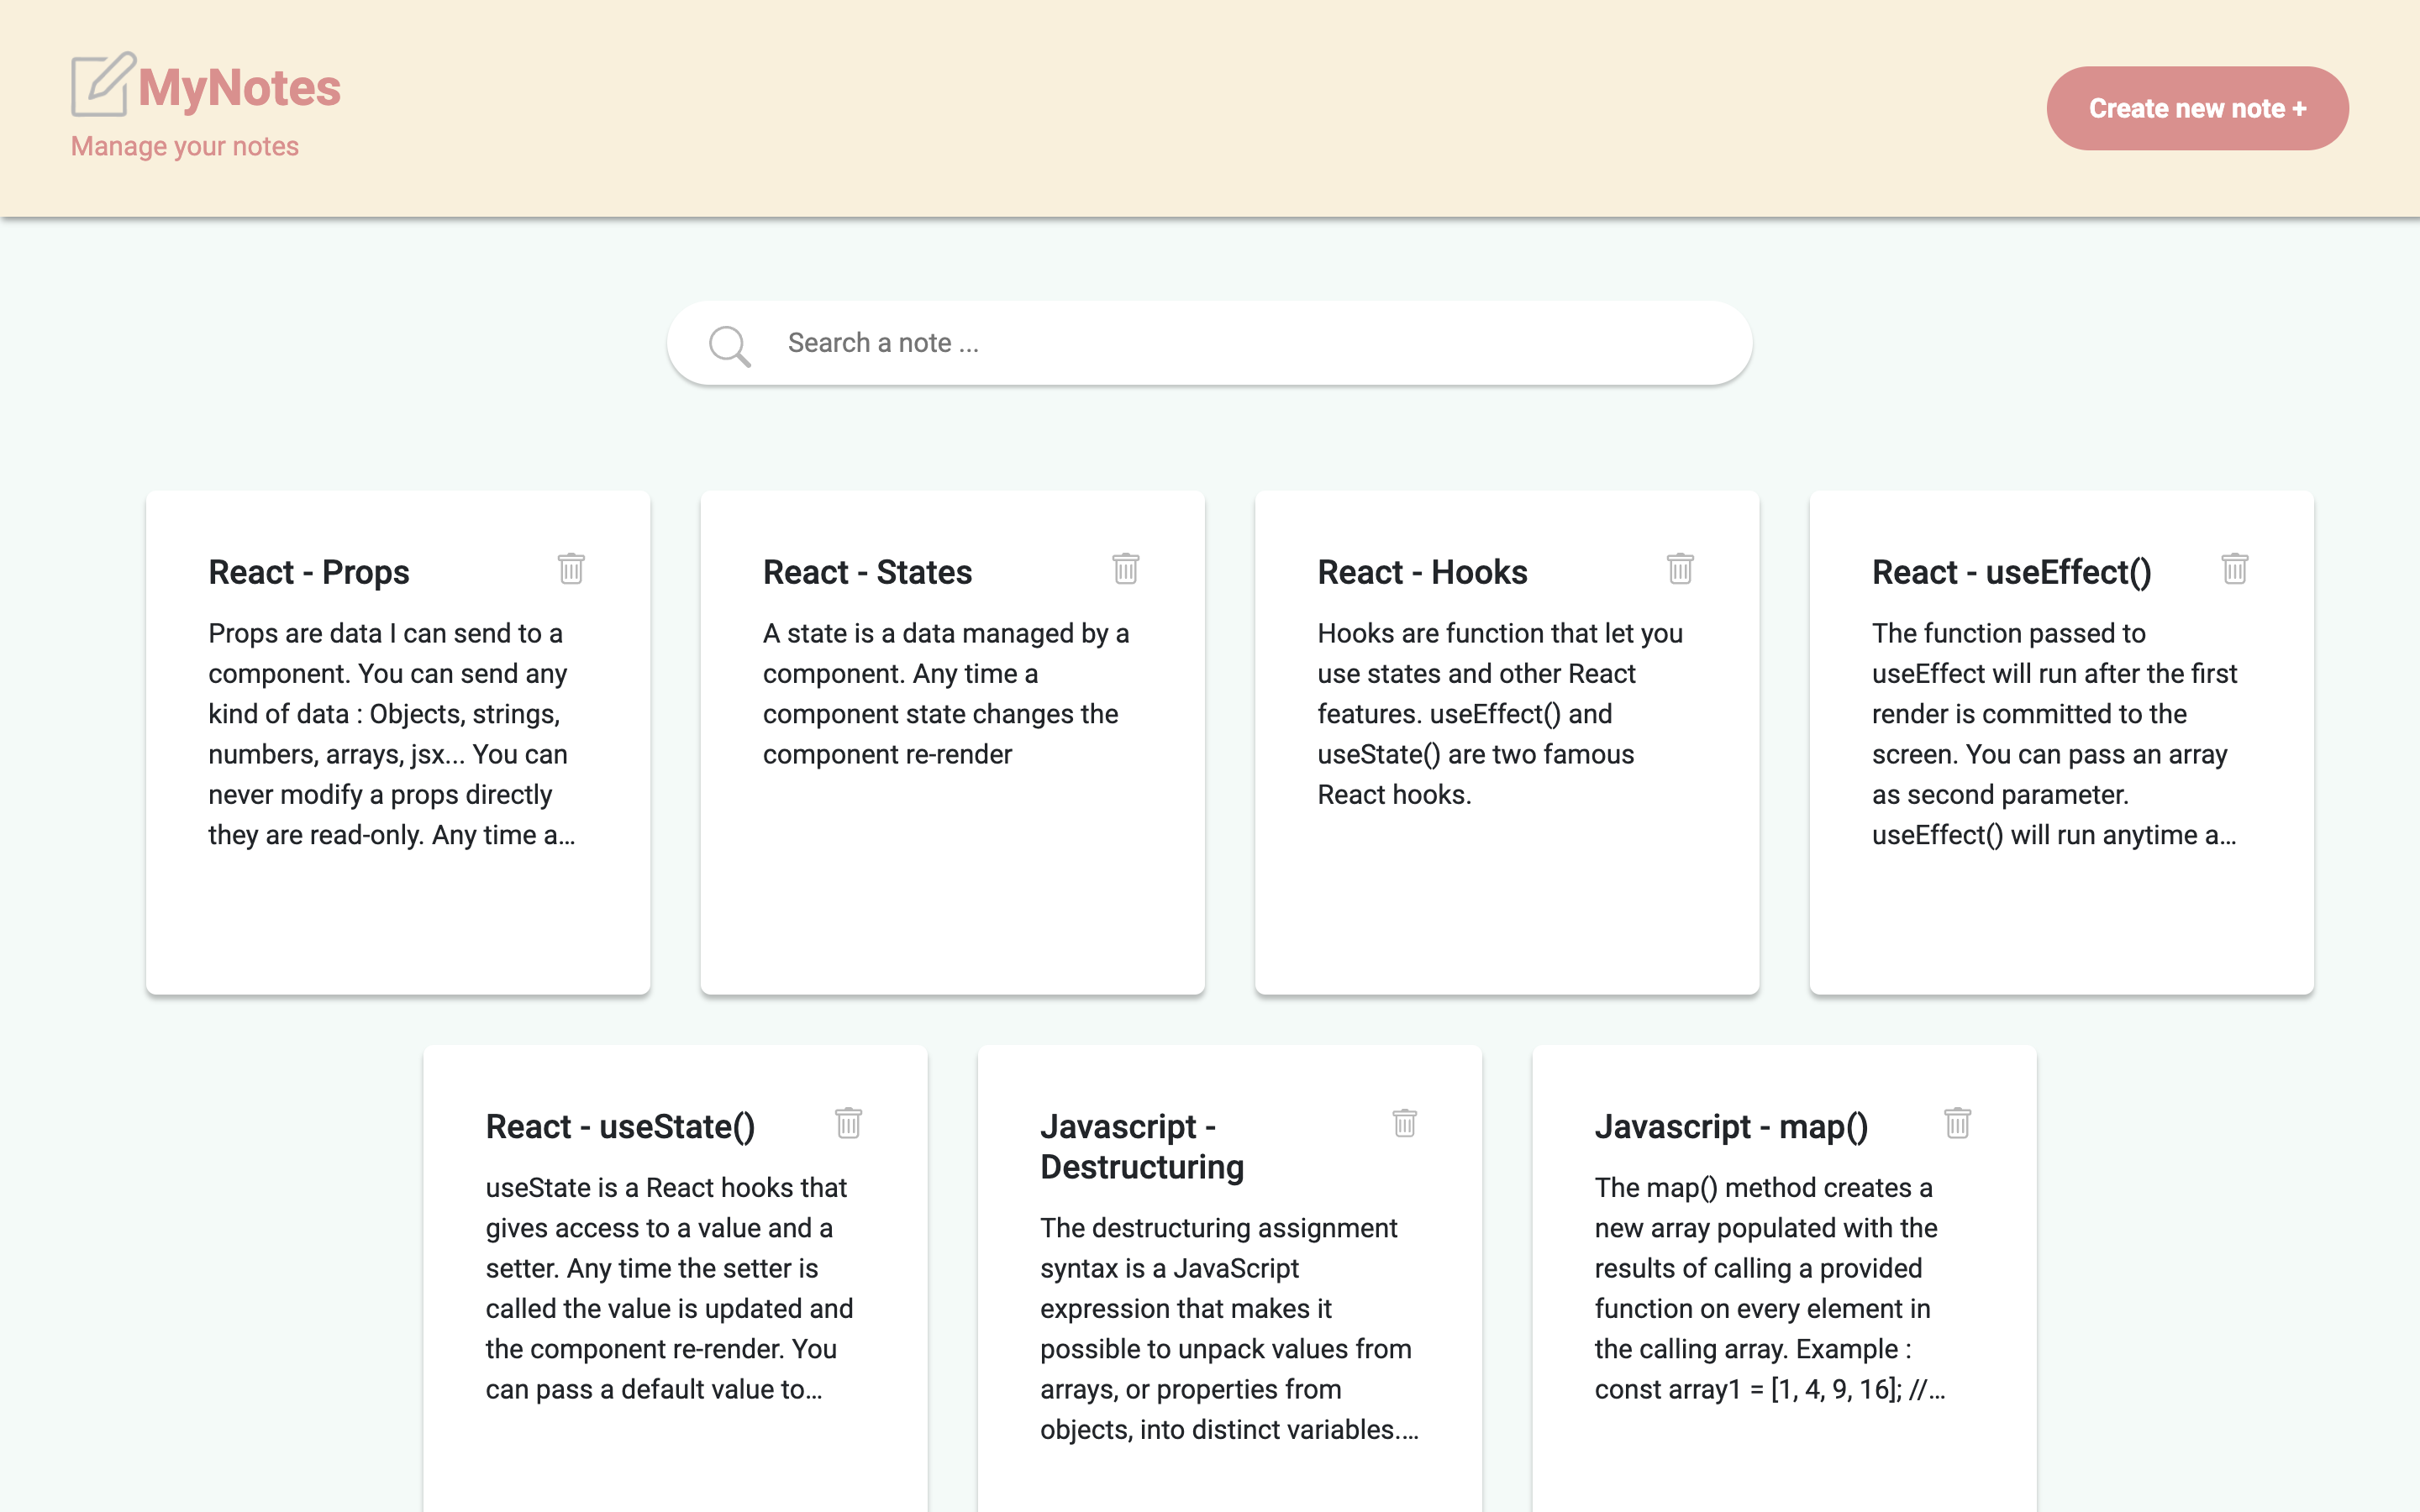 MyNotes
Manage your notes
Create new note +
Search a note ...
React - Props
Props are data I can send to a
component. You can send any
kind of data : Objects, strings,
numbers, arrays, jsx... You can
never modify a props directly
they are read-only. Any time a...
React - States
A state is a data managed by a
component. Any time a
component state changes the
component re-render
React - Hooks
Hooks are function that let you
use states and other React
features. useEffect() and
useState() are two famous
React hooks.
React - useEffect()
The function passed to
useEffect will run after the first
render is committed to the
screen. You can pass an array
as second parameter.
useEffect() will run anytime a...
React - useState()
useState is a React hooks that
gives access to a value and a
setter. Any time the setter is
called the value is updated and
the component re-render. You
can pass a default value to...
Javascript -
Destructuring
The destructuring assignment
syntax is a JavaScript
expression that makes it
possible to unpack values from
arrays, or properties from
objects, into distinct variables....
Javascript - map()
The map() method creates a
new array populated with the
results of calling a provided
function on every element in
the calling array. Example :
const array1 = [1, 4, 9, 16]; //...